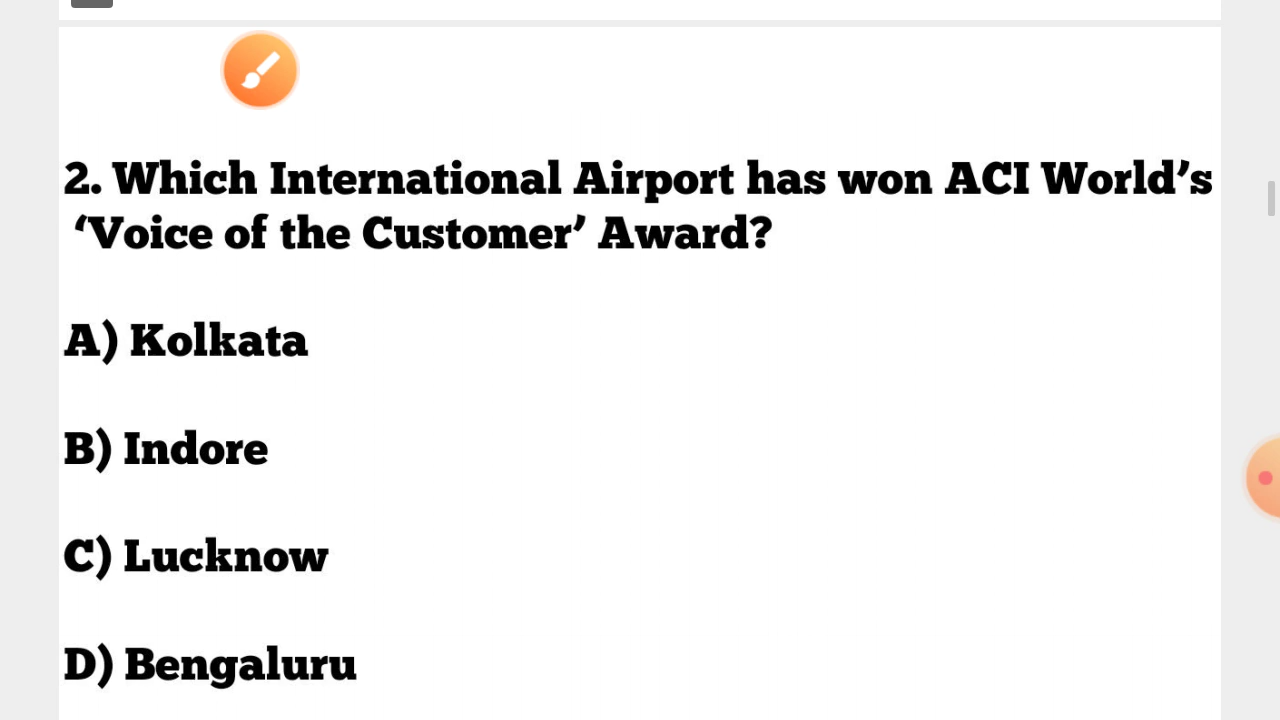 2. Which International Airport has won ACI World’s
‘Voice of the Customer’ Award?
A) Kolkata
B) Indore
C) Lucknow
D) Bengaluru